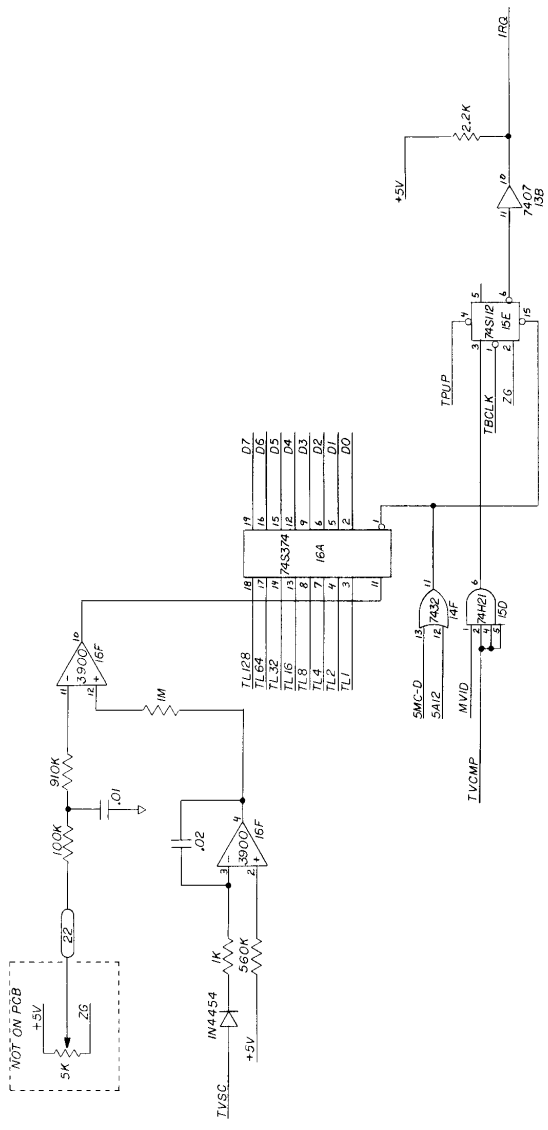 NOT ON PCB
+5V
5K
ZG
22
100K
910K
.01
11
-
12
+
3900
10
16F
1M
TVSC
1N4454
1K
560K
+5V
.02
3
-
2
+
3900
4
16F
TL128
TL64
TL32
TL16
TL8
TL4
TL2
TL1
18
17
14
13
8
7
4
3
11
74S374
16A
19
16
15
12
9
6
5
2
1
D7
D6
D5
D4
D3
D2
D1
D0
5MC-D
5A12
13
12
7432
11
14F
MVID
TVCMP
1
2
4
5
74H21
6
15D
TPUP
TBCLK
ZG
3
1
2
4
74S112
15E
5
6
15
11
10
7407
13B
+5V
2.2K
IRQ